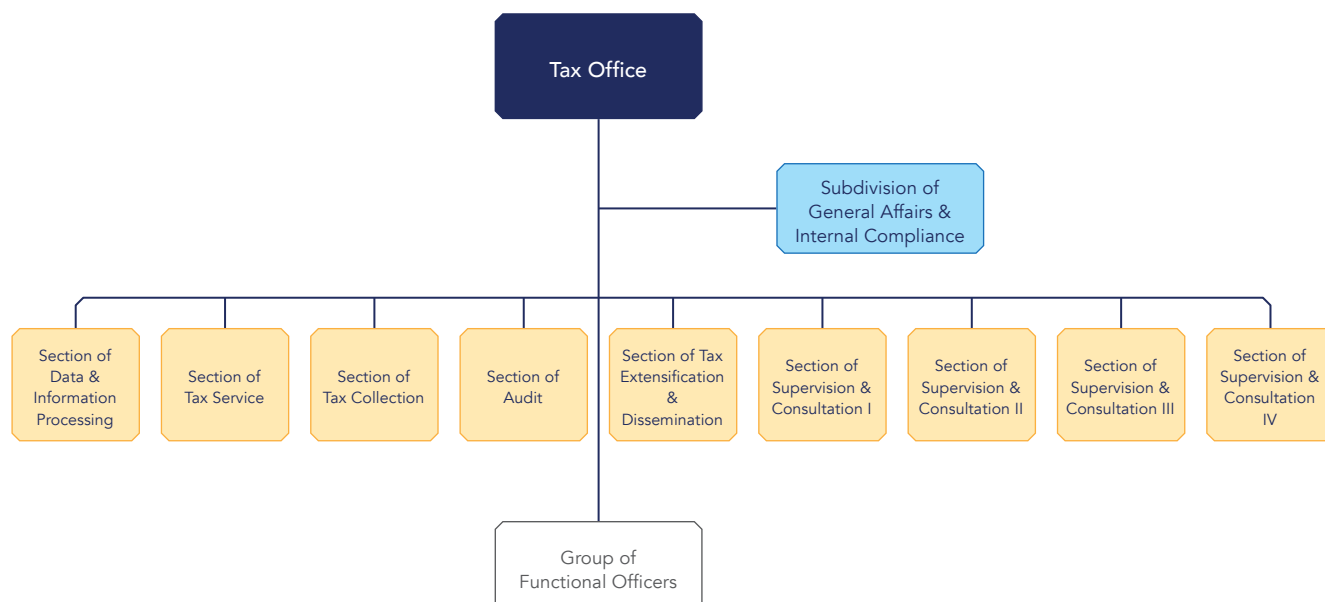 Tax Office
Subdivision of
General Affairs &
Internal Compliance
Section of
Data &
Information
Processing
Section of
Tax Service
Section of
Tax Collection
Section of
Audit
Section of Tax
Extensification
&
Dissemination
Section of
Supervision &
Consultation I
Section of
Supervision &
Consultation II
Section of
Supervision &
Consultation III
Section of
Supervision &
Consultation
IV
Group of
Functional Officers